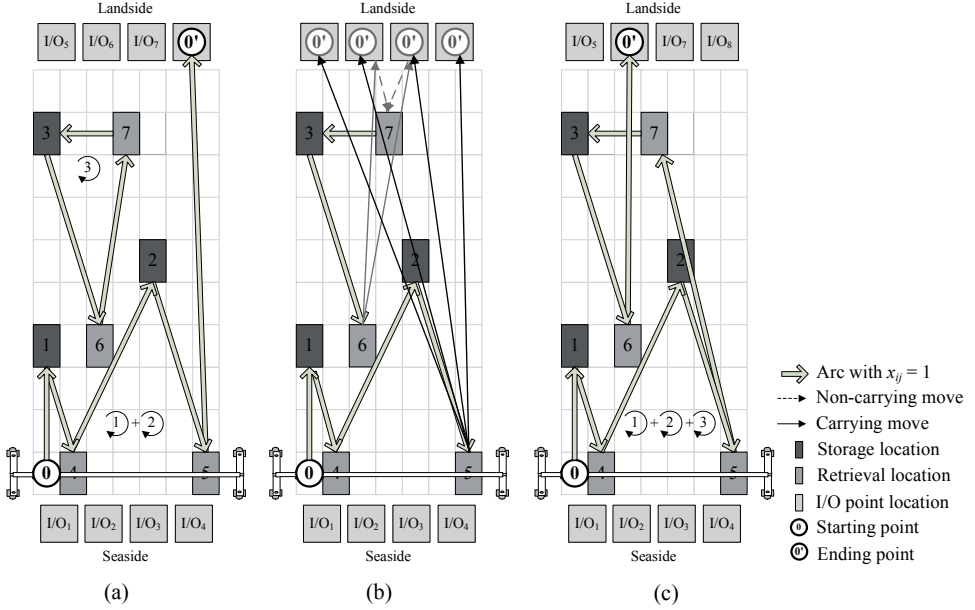 Landside Landside Landside
I/O5 I/O6 I/O7 0' 0' 0' 0' 0' I/O5 0' I/O7 I/O8
3 7 3 7 3 7
3
2 2 2
1 6 1 6 1 6
1 + 2 1 + 2 + 3
0 4 5 0 4 5 0 4 5
I/O1 I/O2 I/O3 I/O4 I/O1 I/O2 I/O3 I/O4 I/O1 I/O2 I/O3 I/O4
Seaside Seaside Seaside
(a) (b) (c)
Arc with xij = 1
Non-carrying move
Carrying move
Storage location
Retrieval location
I/O point location
0 Starting point
0' Ending point